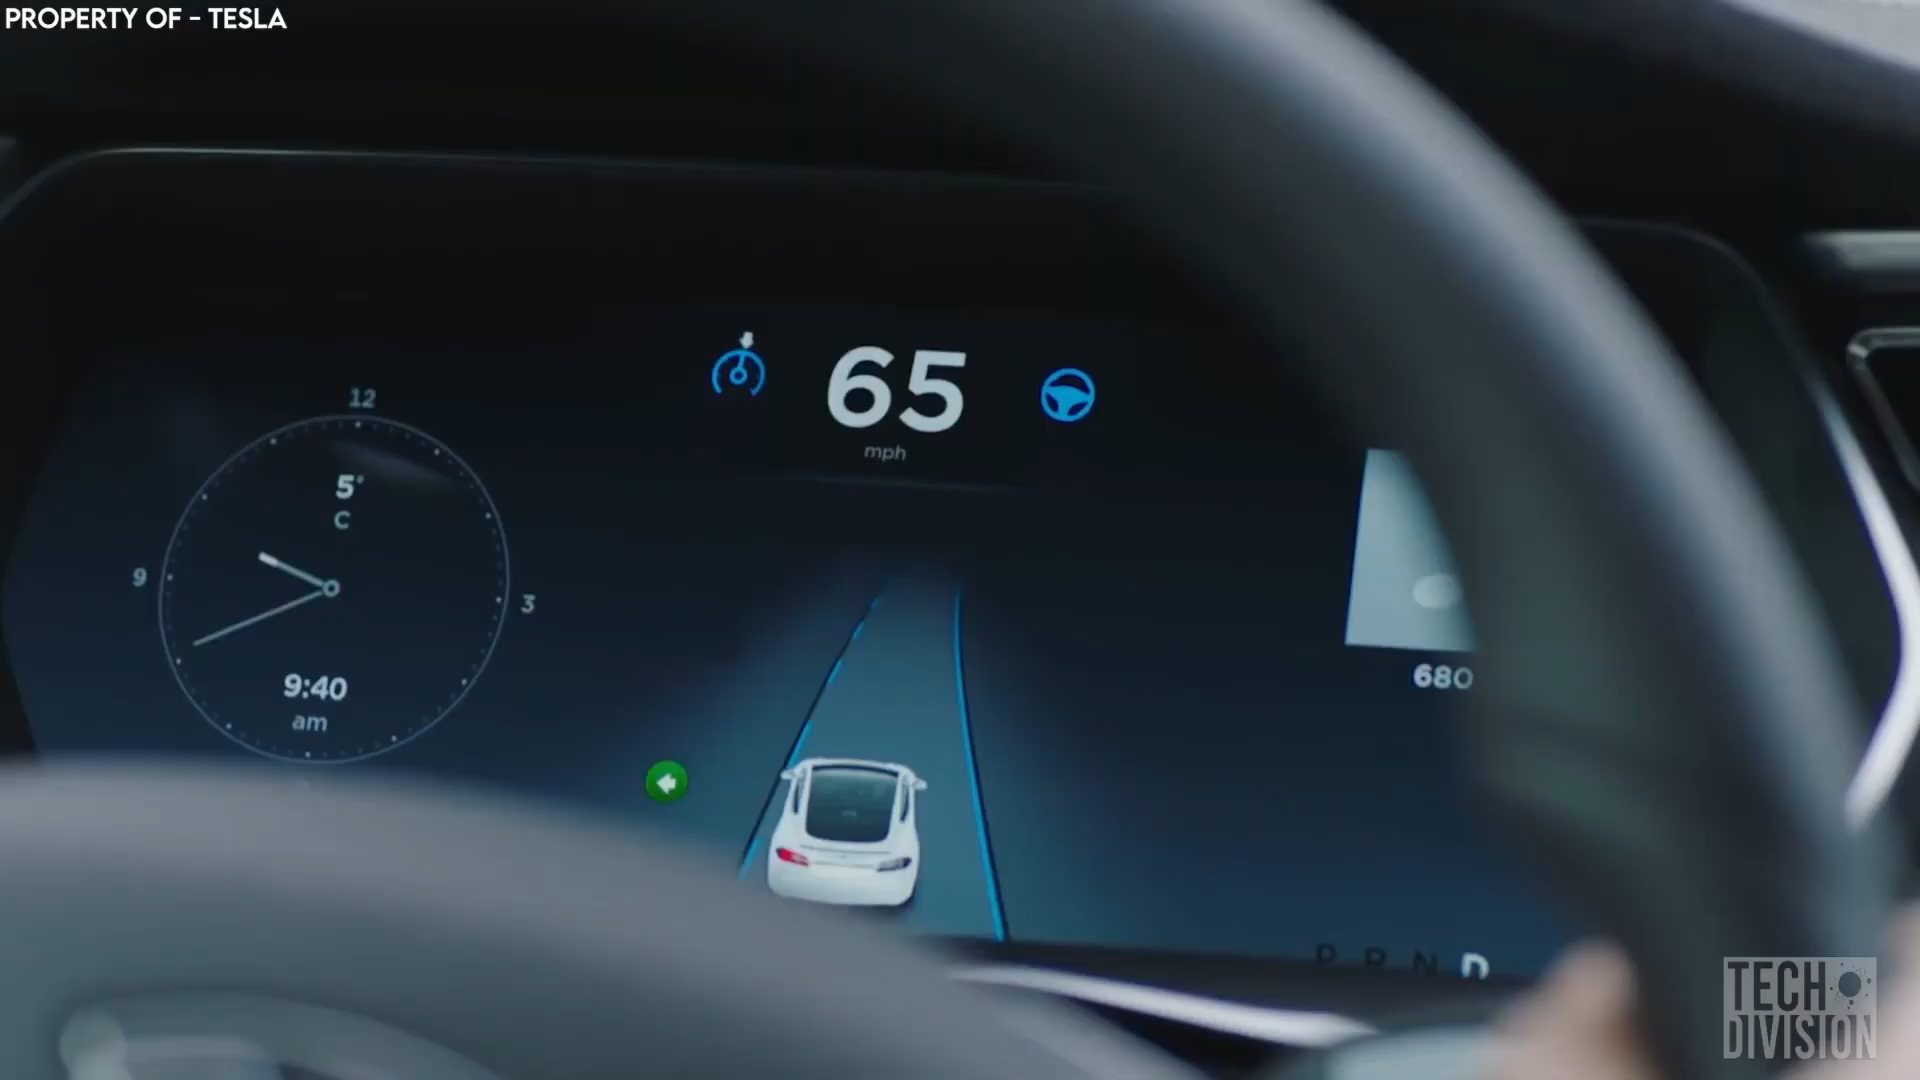 PROPERTY OF - TESLA
65
mph
12
5°
C
9
3
9:40
am
680
P R N D
TECH
DIVISION